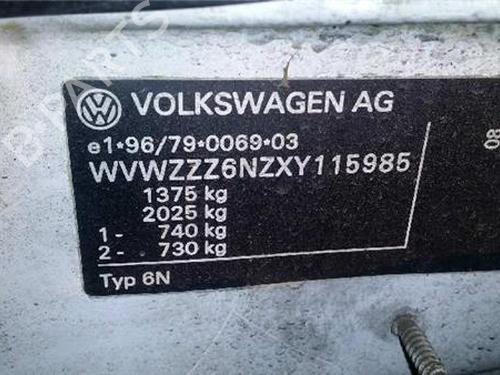 B-PARTS
VOLKSWAGEN AG
e1*96/79*0069*03
WVWZZZ6NZXY115985
1375 kg
2025 kg
1- 740 kg
2- 730 kg
Typ 6N